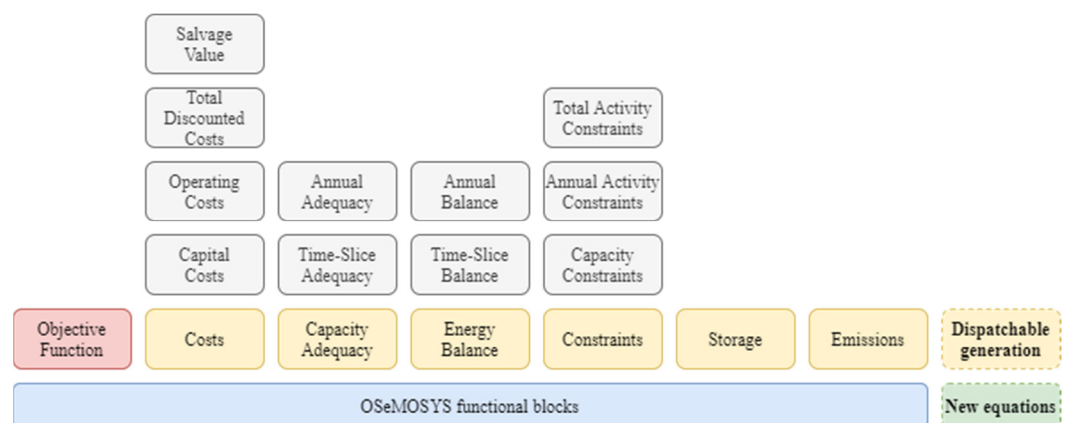 Salvage
Value
Total
Discounted
Costs
Total Activity
Constraints
Operating
Costs
Annual
Adequacy
Annual
Balance
Annual Activity
Constraints
Capital
Costs
Time-Slice
Adequacy
Time-Slice
Balance
Capacity
Constraints
Objective
Function
Costs
Capacity
Adequacy
Energy
Balance
Constraints
Storage
Emissions
Dispatchable
generation
OSeMOSYS functional blocks
New equations